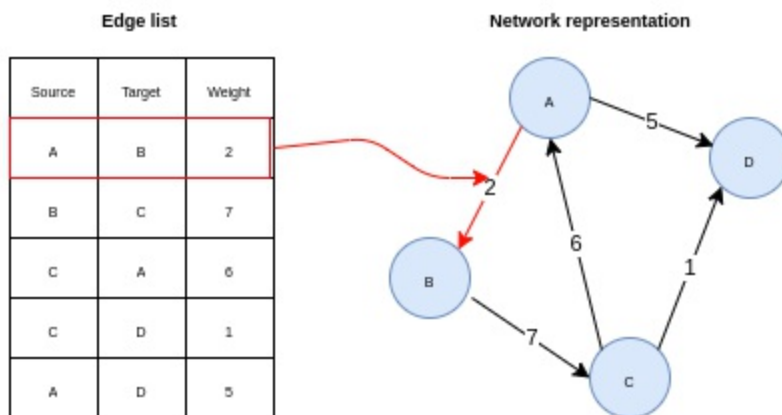 Edge list
Source Target Weight
A B 2
B C 7
C A 6
C D 1
A D 5
Network representation
A
5
D
2
6
1
B
7
C